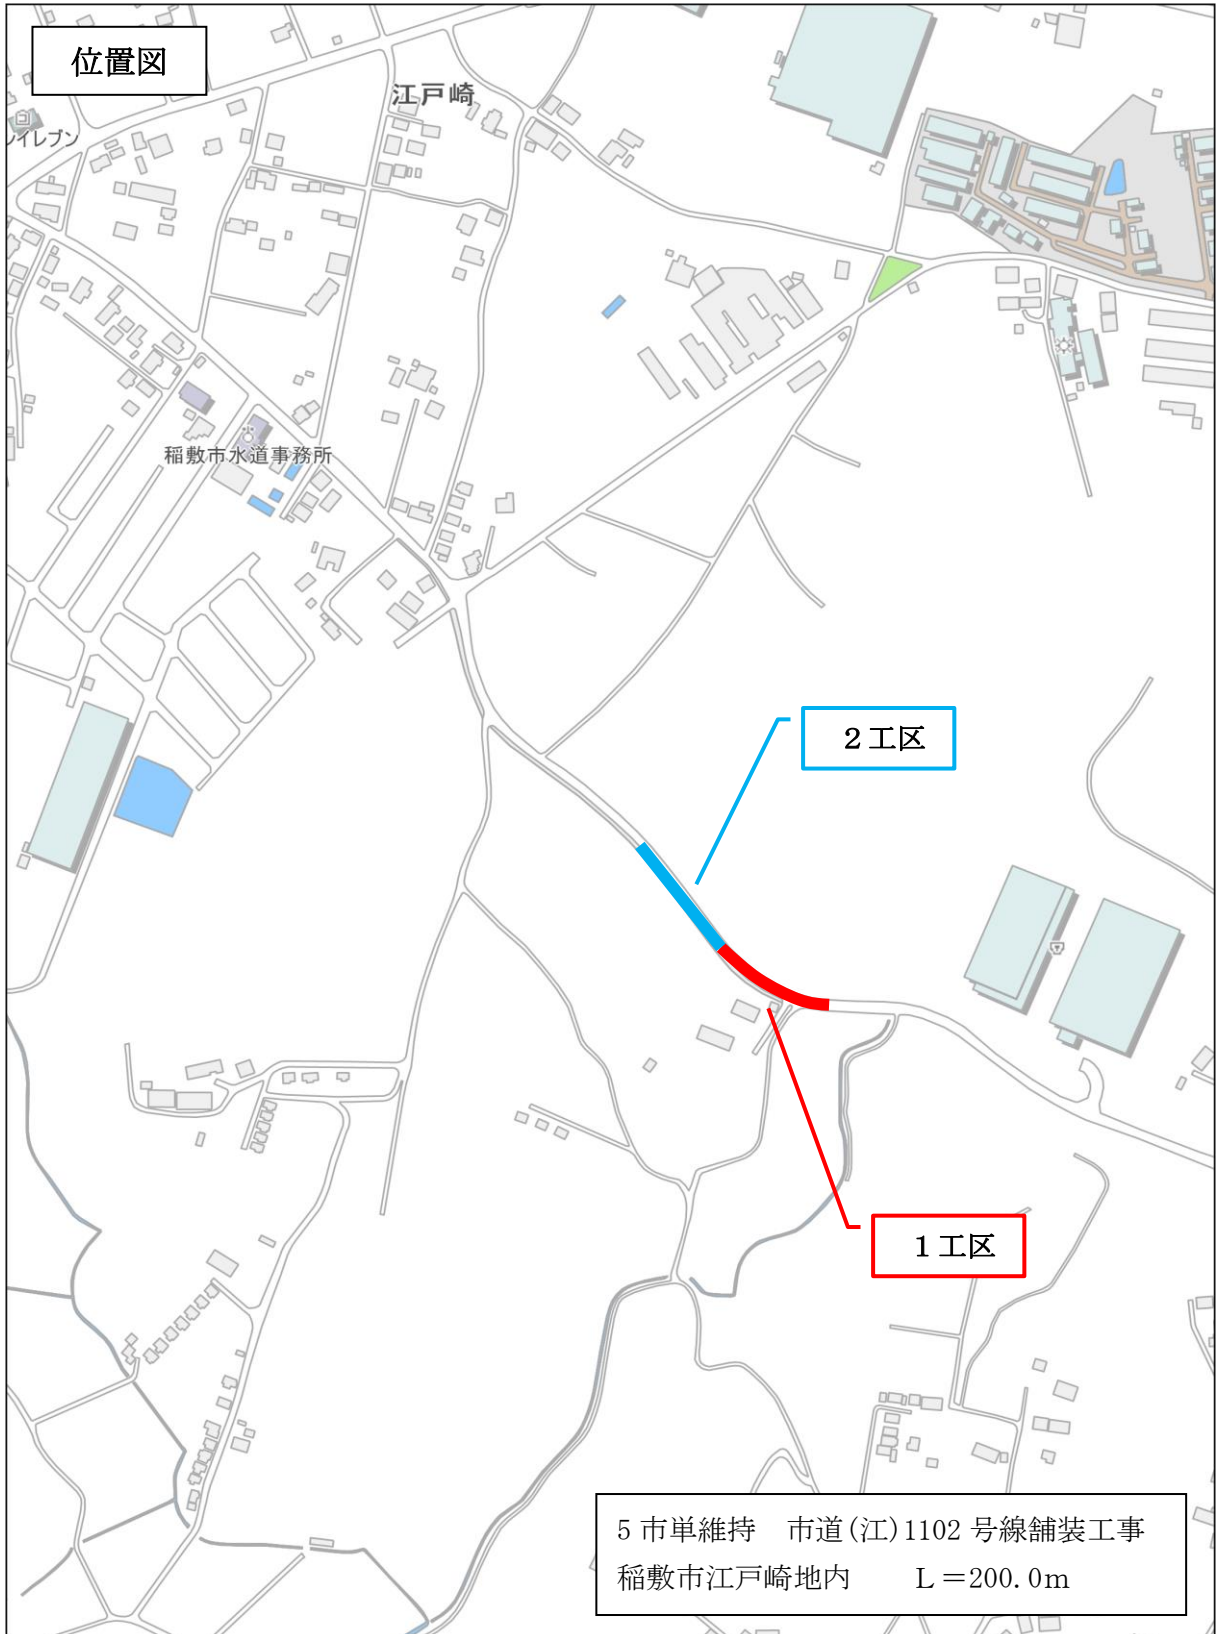 位置図
江戸崎
レイレブン
稲敷市水道事務所
2工区
1工区
5 市単維持　市道(江)1102 号線舗装工事
稲敷市江戸崎地内　　L＝200.0m